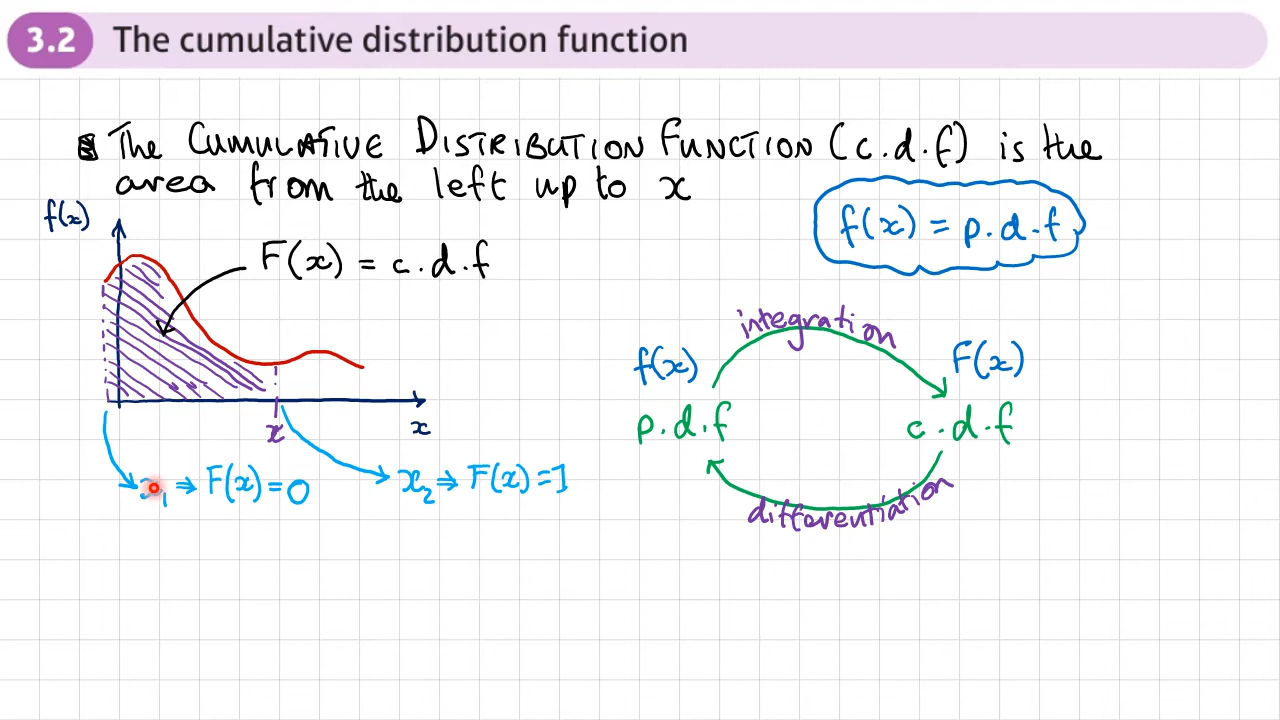 3.2 The cumulative distribution function
The CUMULATIVE DISTRIBUTION FUNCTION (c.d.f) is the
area from the left up to x
f(x)
f(x) = p.d.f
F(x) = c.d.f
integration
f(x)
F(x)
p.d.f
c.d.f
x
x
x₁ ⇒ F(x) = 0
x₂ ⇒ F(x) = 1
differentiation